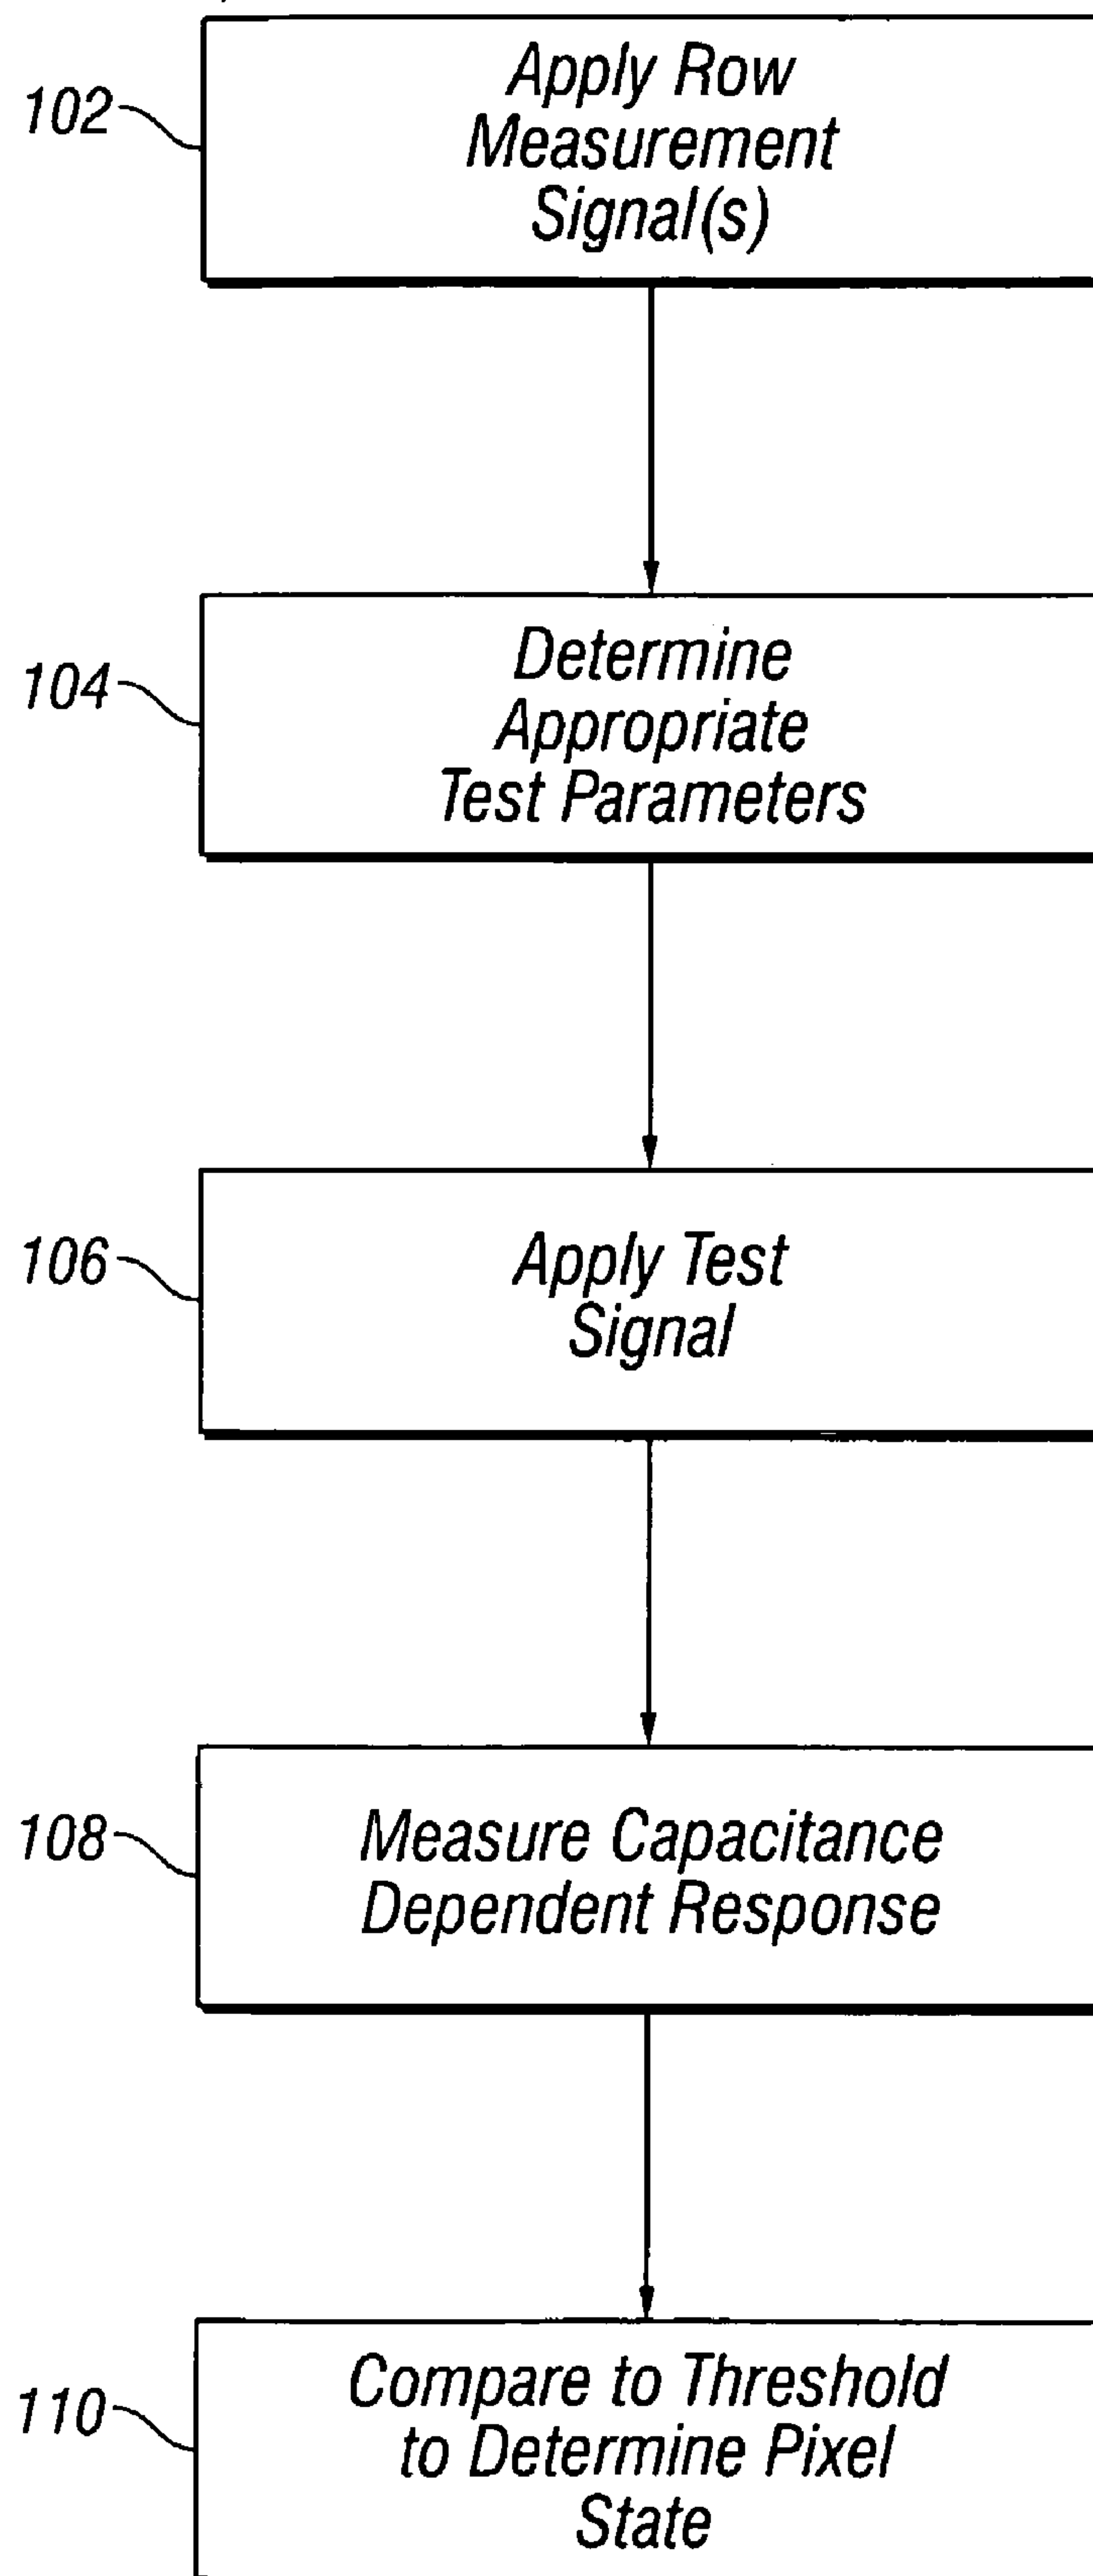 102
Apply Row
Measurement
Signal(s)
104
Determine
Appropriate
Test Parameters
106
Apply Test
Signal
108
Measure Capacitance
Dependent Response
110
Compare to Threshold
to Determine Pixel
State